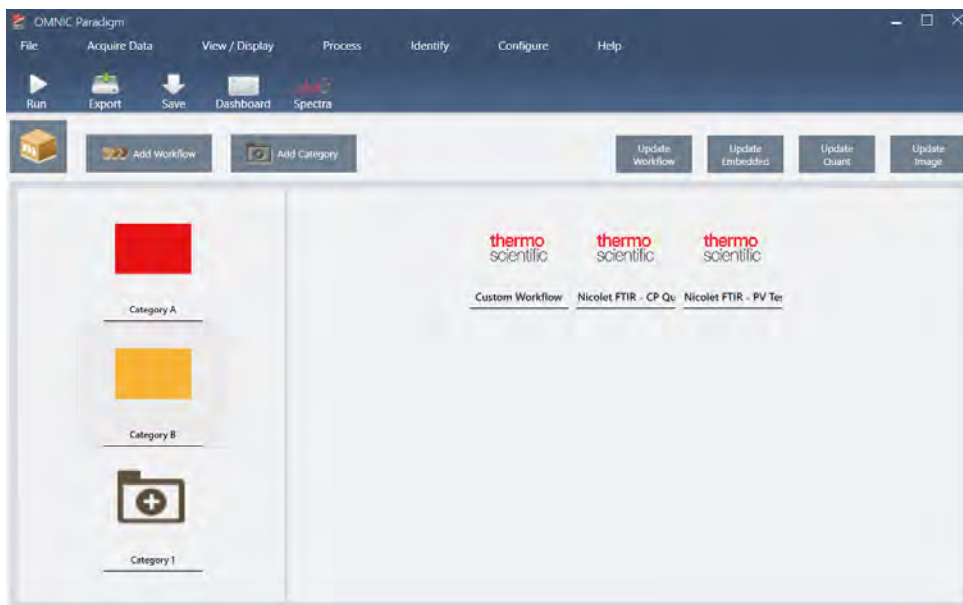 OMNIC Paradigm
File Acquire Data View / Display Process Identify Configure Help
Run Export Save Dashboard Spectra
Add Workflow Add Category
Update
Workflow
Update
Embedded
Update
Quant
Update
Image
Category A
Category B
Category 1
thermo
scientific
thermo
scientific
thermo
scientific
Custom Workflow Nicolet FTIR - CP Qu Nicolet FTIR - PV Tes